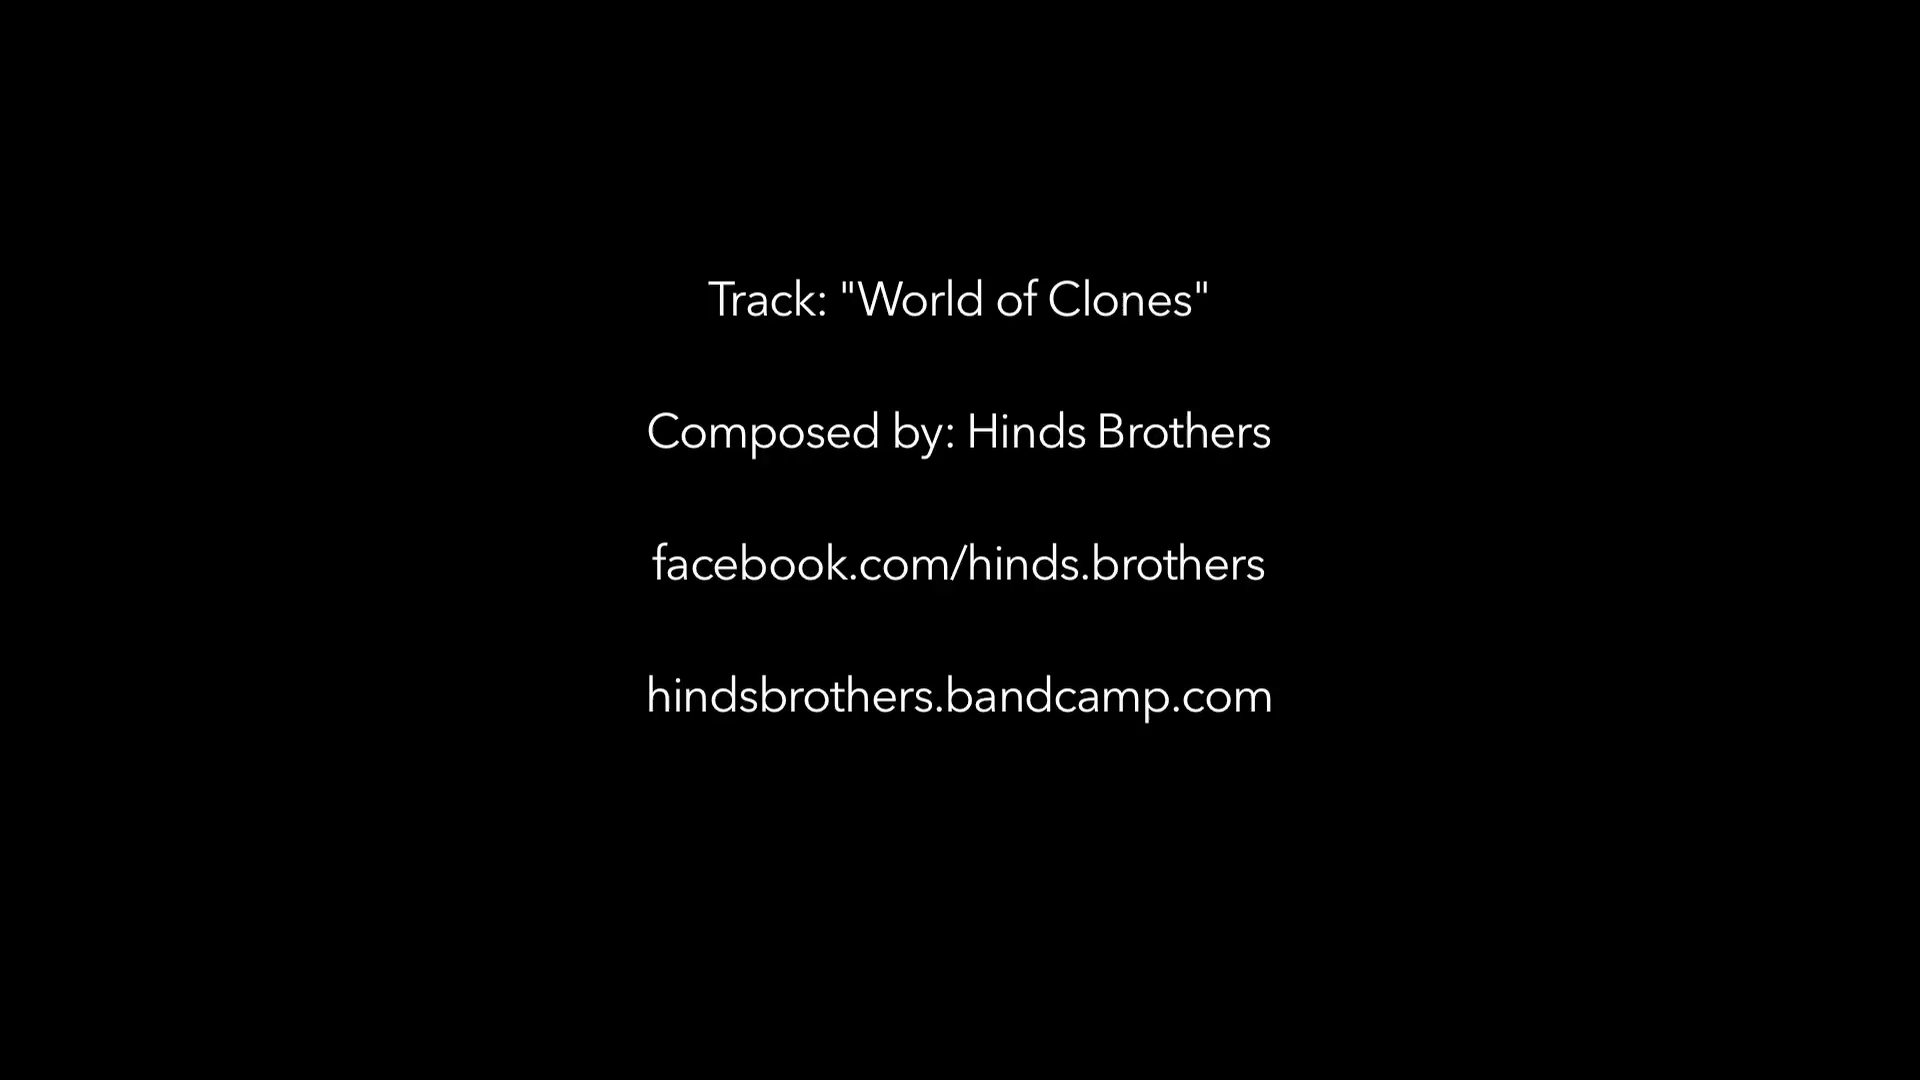 Track: "World of Clones"
Composed by: Hinds Brothers
facebook.com/hinds.brothers
hindsbrothers.bandcamp.com